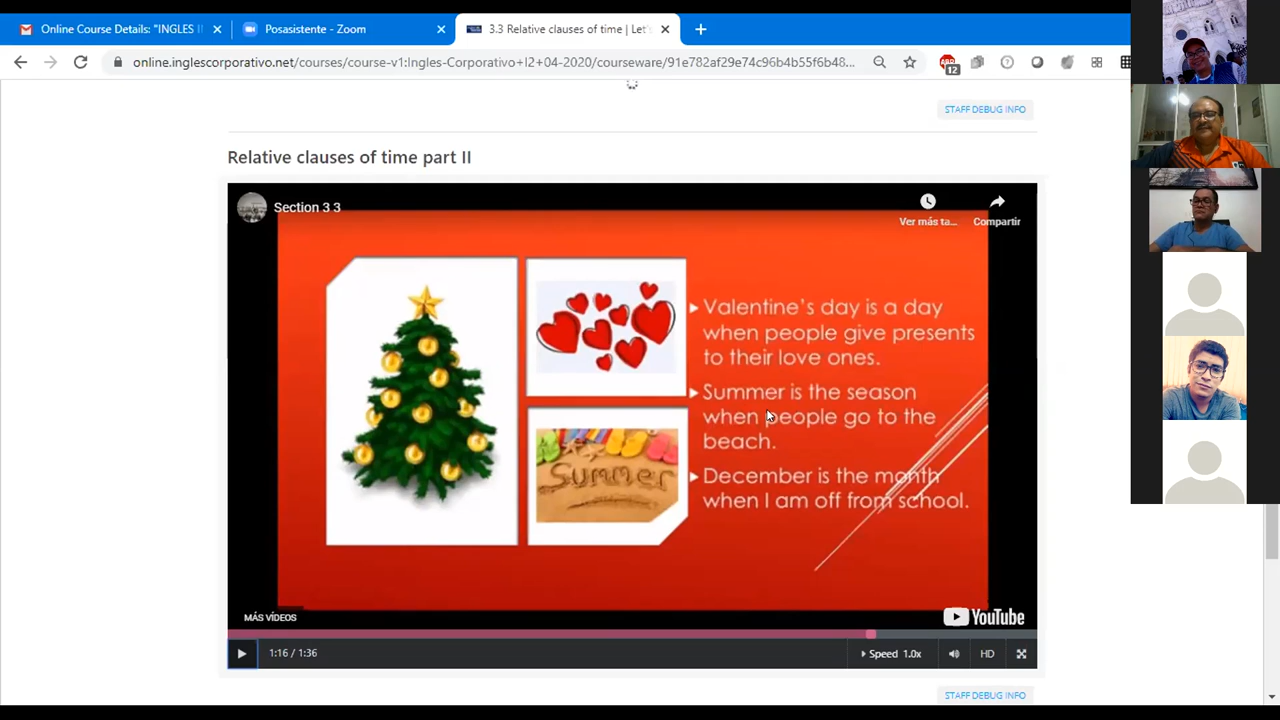 Online Course Details: "INGLES II
Posasistente - Zoom
3.3 Relative clauses of time | Let's
online.inglescorporativo.net/courses/course-v1:Ingles-Corporativo+I2+04-2020/courseware/91e782af29e74c96b4b55f6b48...
ABP
12
STAFF DEBUG INFO
Relative clauses of time part II
Section 3 3
Ver más ta...
Compartir
Valentine's day is a day
when people give presents
to their love ones.
Summer is the season
when people go to the
beach.
December is the month
when I am off from school.
Summer
MÁS VÍDEOS
YouTube
1:16 / 1:36
Speed 1.0x
HD
STAFF DEBUG INFO